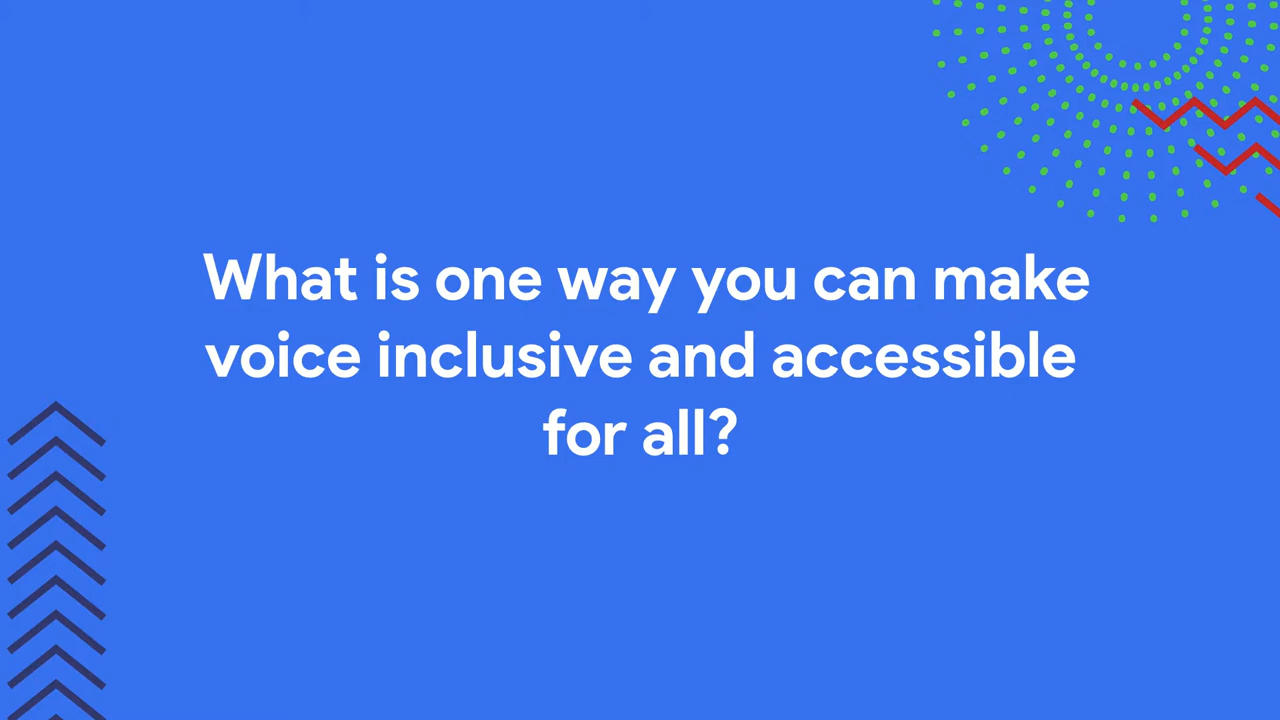 What is one way you can make
voice inclusive and accessible
for all?